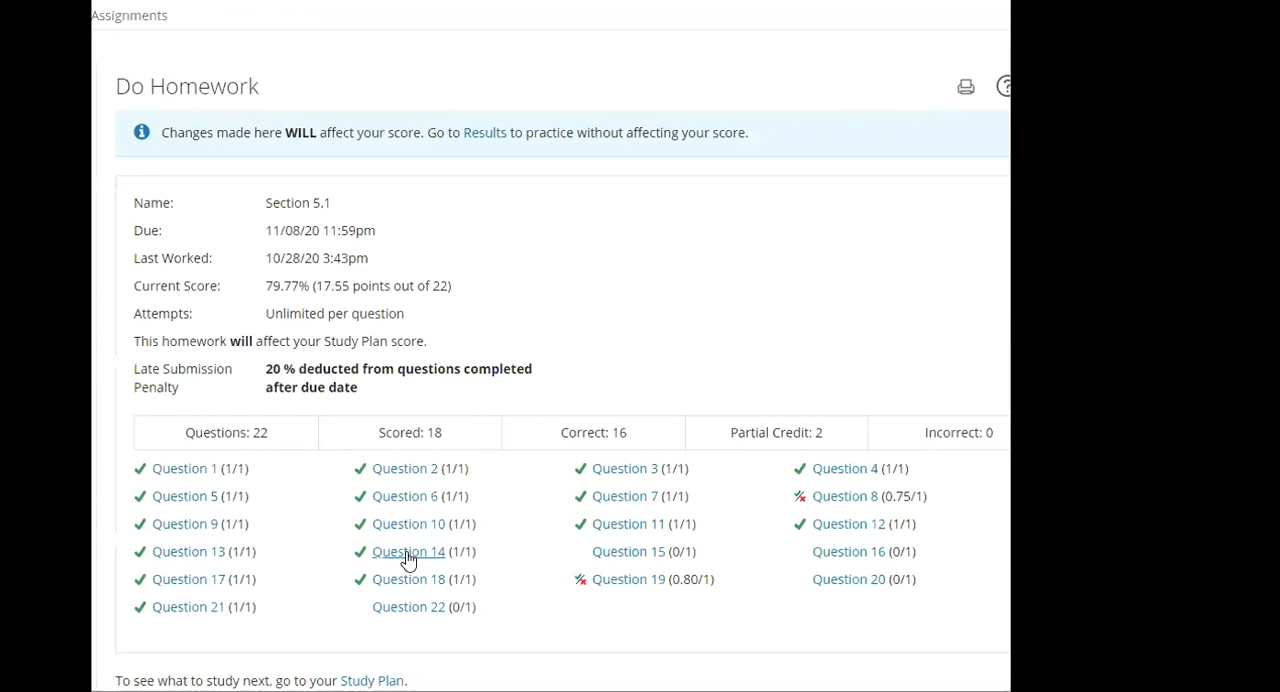 Assignments
Do Homework
Changes made here WILL affect your score. Go to Results to practice without affecting your score.
Name: Section 5.1
Due: 11/08/20 11:59pm
Last Worked: 10/28/20 3:43pm
Current Score: 79.77% (17.55 points out of 22)
Attempts: Unlimited per question
This homework will affect your Study Plan score.
Late Submission 20 % deducted from questions completed
Penalty after due date
Questions: 22 Scored: 18 Correct: 16 Partial Credit: 2 Incorrect: 0
Question 1 (1/1) Question 2 (1/1) Question 3 (1/1) Question 4 (1/1)
Question 5 (1/1) Question 6 (1/1) Question 7 (1/1) Question 8 (0.75/1)
Question 9 (1/1) Question 10 (1/1) Question 11 (1/1) Question 12 (1/1)
Question 13 (1/1) Question 14 (1/1) Question 15 (0/1) Question 16 (0/1)
Question 17 (1/1) Question 18 (1/1) Question 19 (0.80/1) Question 20 (0/1)
Question 21 (1/1) Question 22 (0/1)
To see what to study next, go to your Study Plan.